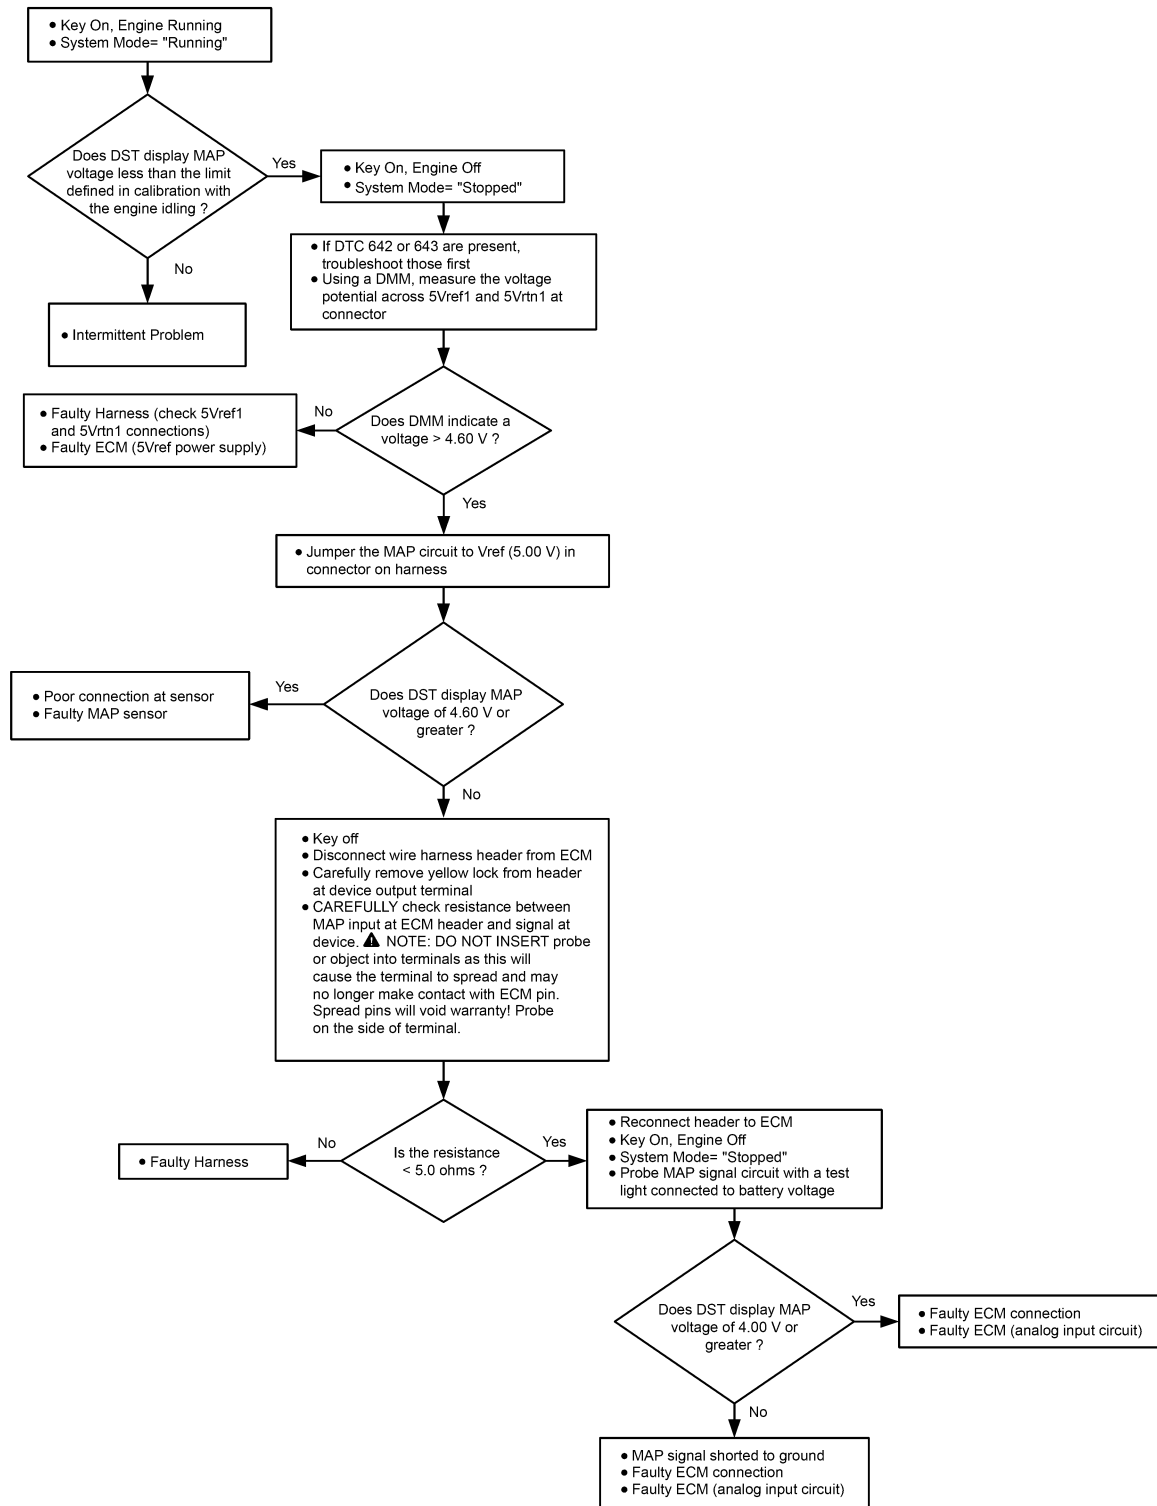 ● Key On, Engine Running
● System Mode= "Running"
Does DST display MAP
voltage less than the limit
defined in calibration with
the engine idling ?
Yes
● Key On, Engine Off
● System Mode= "Stopped"
No
● Intermittent Problem
● If DTC 642 or 643 are present,
troubleshoot those first
● Using a DMM, measure the voltage
potential across 5Vref1 and 5Vrtn1 at
connector
Does DMM indicate a
voltage > 4.60 V ?
No
● Faulty Harness (check 5Vref1
and 5Vrtn1 connections)
● Faulty ECM (5Vref power supply)
Yes
● Jumper the MAP circuit to Vref (5.00 V) in
connector on harness
Does DST display MAP
voltage of 4.60 V or
greater ?
Yes
● Poor connection at sensor
● Faulty MAP sensor
No
● Key off
● Disconnect wire harness header from ECM
● Carefully remove yellow lock from header
at device output terminal
● CAREFULLY check resistance between
MAP input at ECM header and signal at
device. ⚠ NOTE: DO NOT INSERT probe
or object into terminals as this will
cause the terminal to spread and may
no longer make contact with ECM pin.
Spread pins will void warranty! Probe
on the side of terminal.
Is the resistance
< 5.0 ohms ?
No
● Faulty Harness
Yes
● Reconnect header to ECM
● Key On, Engine Off
● System Mode= "Stopped"
● Probe MAP signal circuit with a test
light connected to battery voltage
Does DST display MAP
voltage of 4.00 V or
greater ?
Yes
● Faulty ECM connection
● Faulty ECM (analog input circuit)
No
● MAP signal shorted to ground
● Faulty ECM connection
● Faulty ECM (analog input circuit)